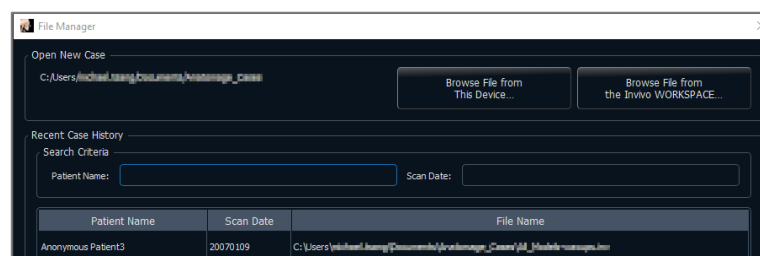 File Manager
Open New Case
C:/Users/
Browse File from
This Device...
Browse File from
the Invivo WORKSPACE...
Recent Case History
Search Criteria
Patient Name:
Scan Date:
Patient Name Scan Date File Name
Anonymous Patient3 20070109 C:\Users\